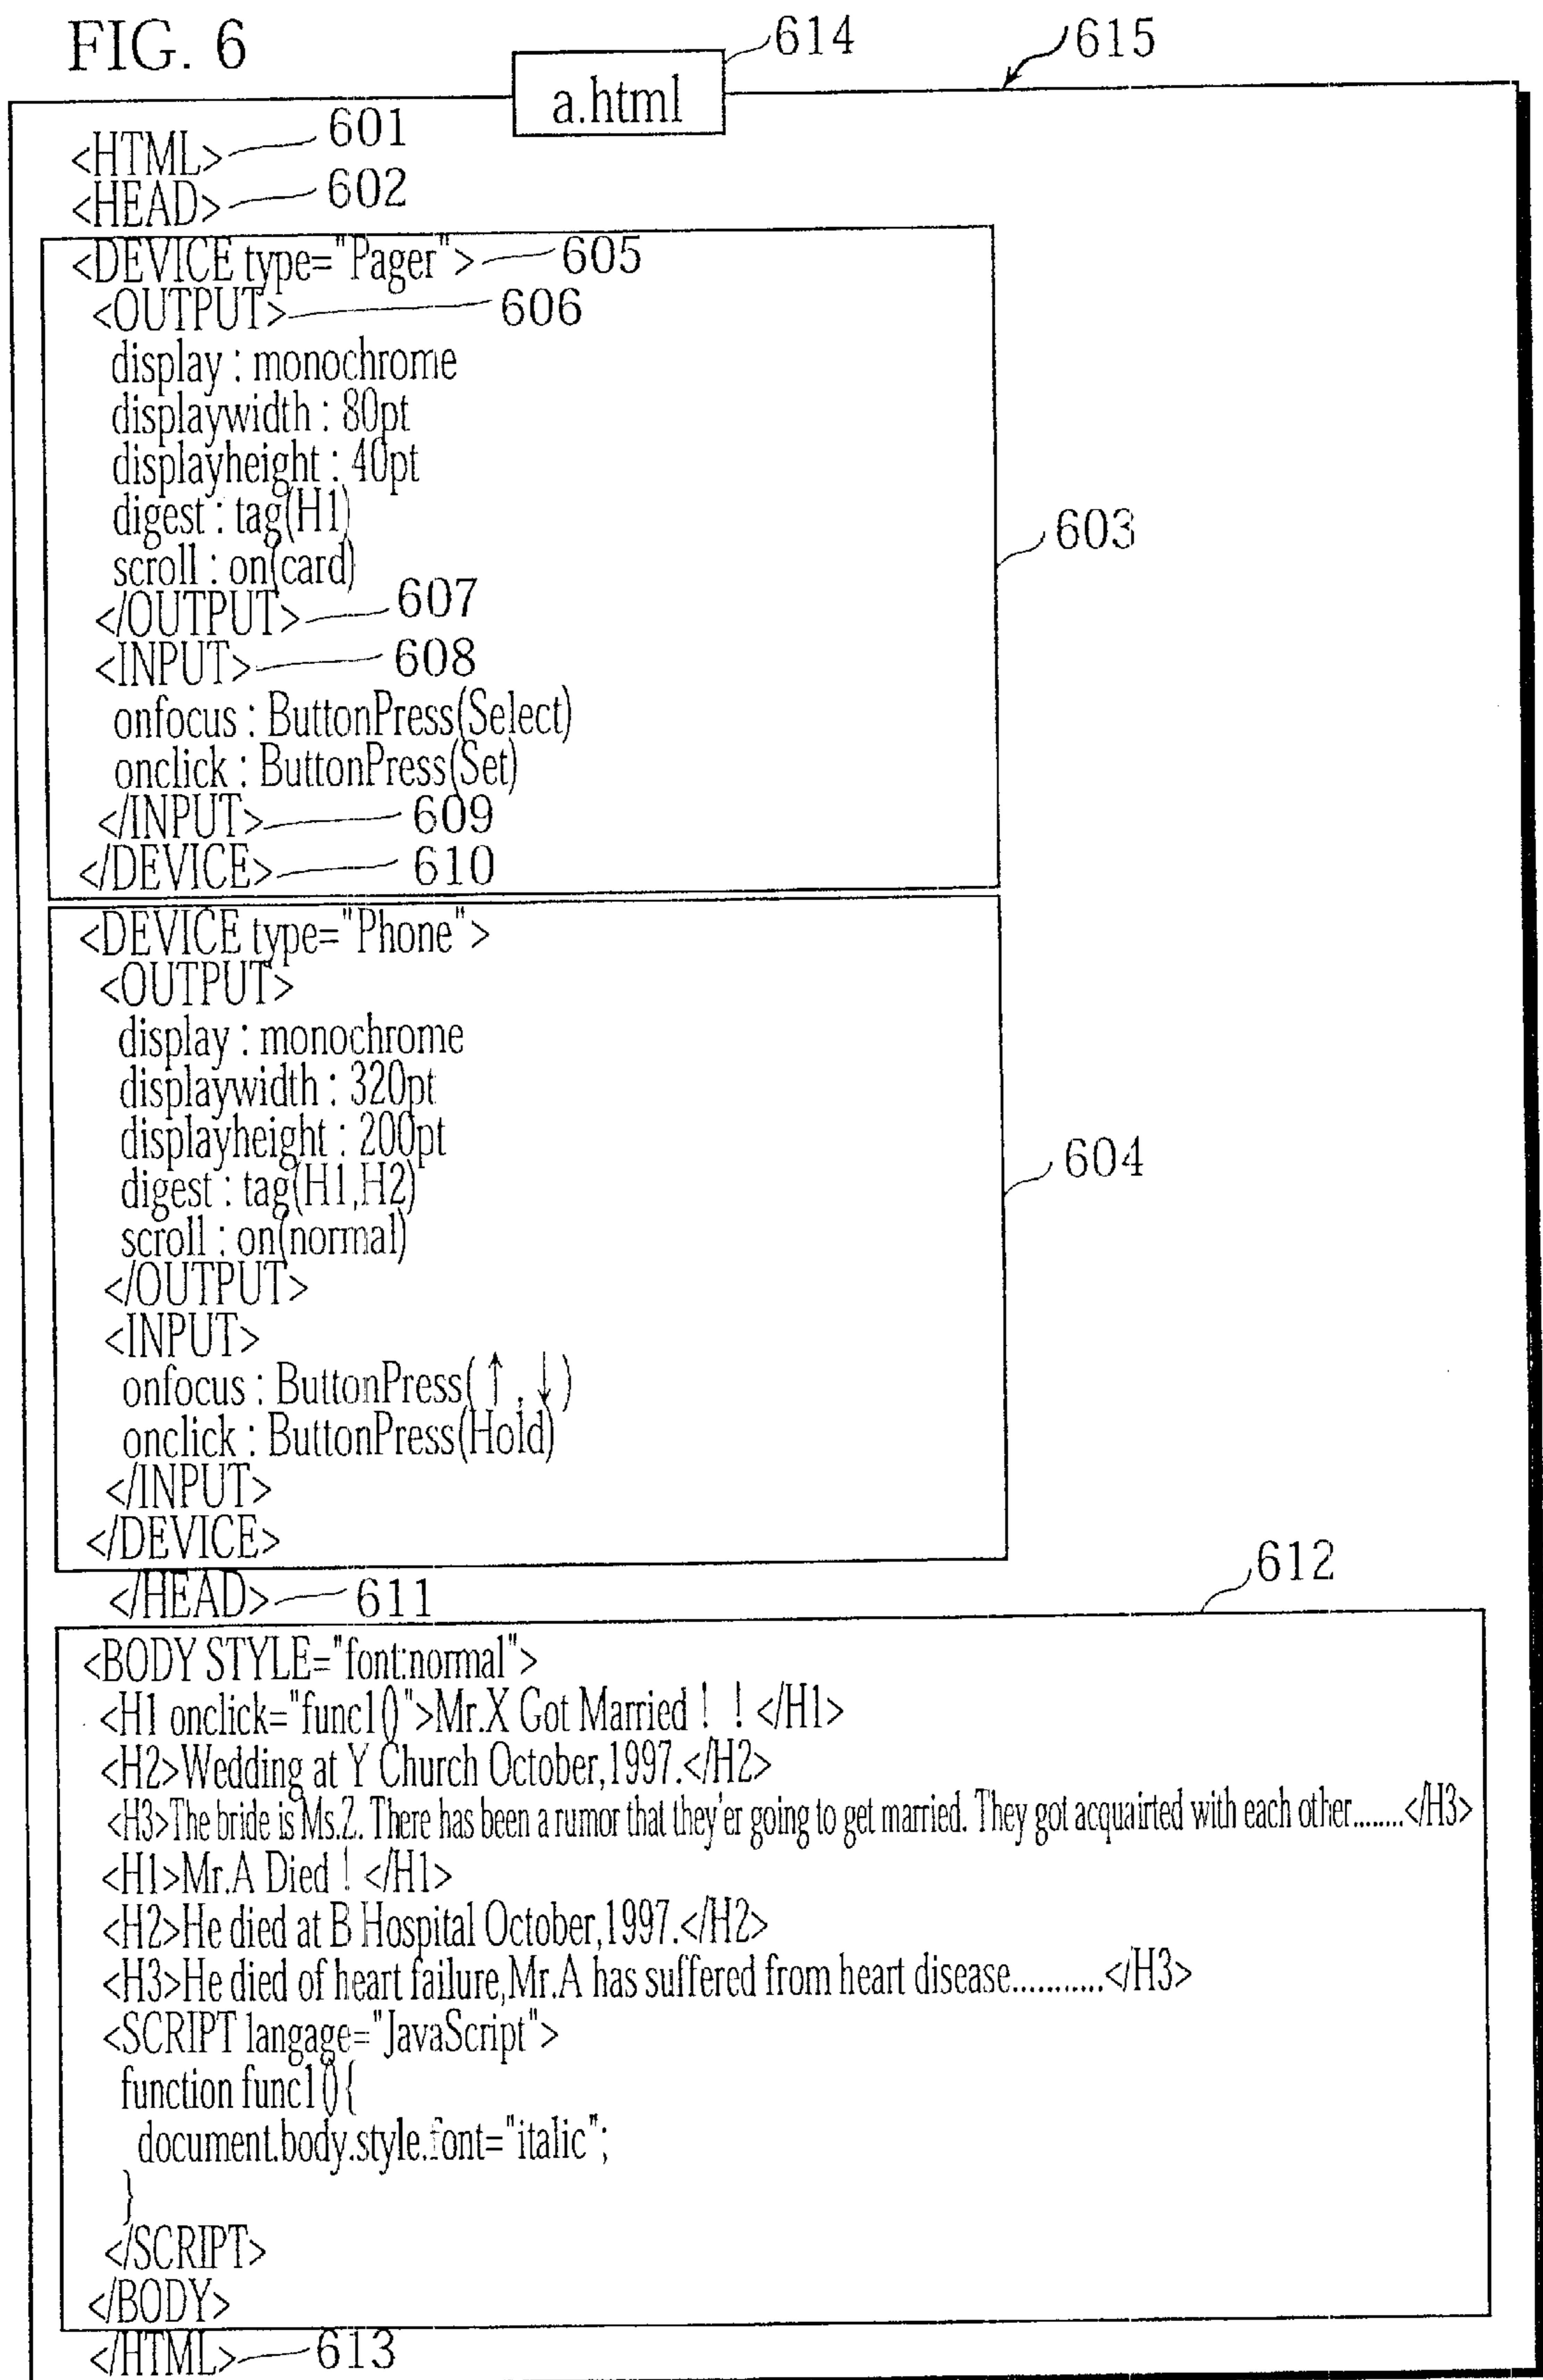 FIG. 6
614
615
a.html
<HTML> 601
<HEAD> 602
<DEVICE type="Pager"> 605
<OUTPUT> 606
display : monochrome
displaywidth : 80pt
displayheight : 40pt
digest : tag(H1)
scroll : on(card)
603
</OUTPUT> 607
<INPUT> 608
onfocus : ButtonPress(Select)
onclick : ButtonPress(Set)
</INPUT> 609
</DEVICE> 610
<DEVICE type="Phone">
<OUTPUT>
display : monochrome
displaywidth : 320pt
displayheight : 200pt
604
digest : tag(H1,H2)
scroll : on(normal)
</OUTPUT>
<INPUT>
onfocus : ButtonPress(↑,↓)
onclick : ButtonPress(Hold)
</INPUT>
</DEVICE>
</HEAD> 611
612
<BODY STYLE="font:normal">
<H1 onclick="func1()">Mr.X Got Married ! ! </H1>
<H2>Wedding at Y Church October,1997.</H2>
<H3>The bride is Ms.Z. There has been a rumor that they'er going to get married. They got acquairted with each other........</H3>
<H1>Mr.A Died ! </H1>
<H2>He died at B Hospital October,1997.</H2>
<H3>He died of heart failure,Mr.A has suffered from heart disease...........</H3>
<SCRIPT langage="JavaScript">
function func1(){
document.body.style.font="italic";
}
</SCRIPT>
</BODY>
</HTML> 613